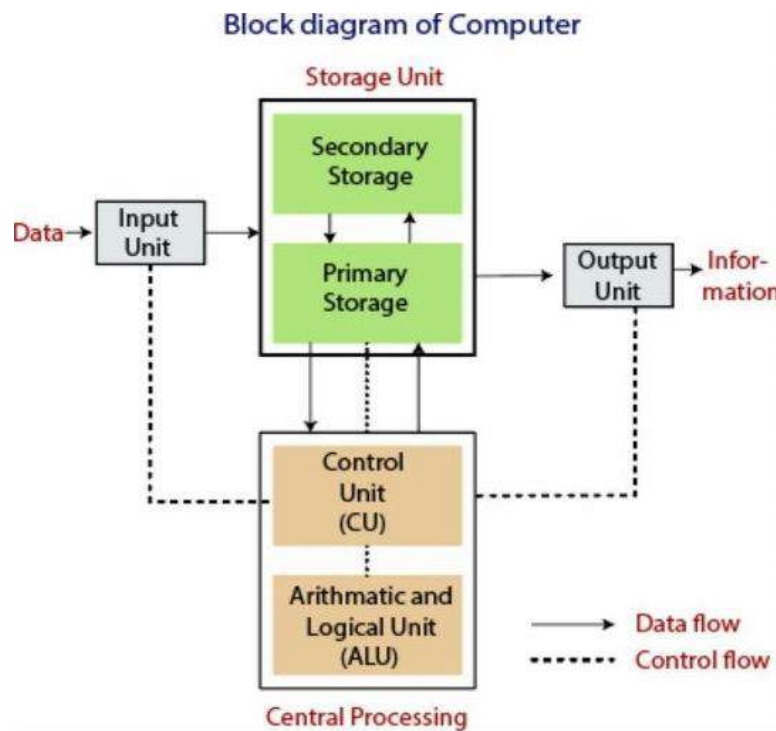 Block diagram of Computer
Storage Unit
Secondary
Storage
Data
Input
Unit
Primary
Storage
Output
Unit
Infor-
mation
Control
Unit
(CU)
Arithmatic and
Logical Unit
(ALU)
Data flow
Control flow
Central Processing